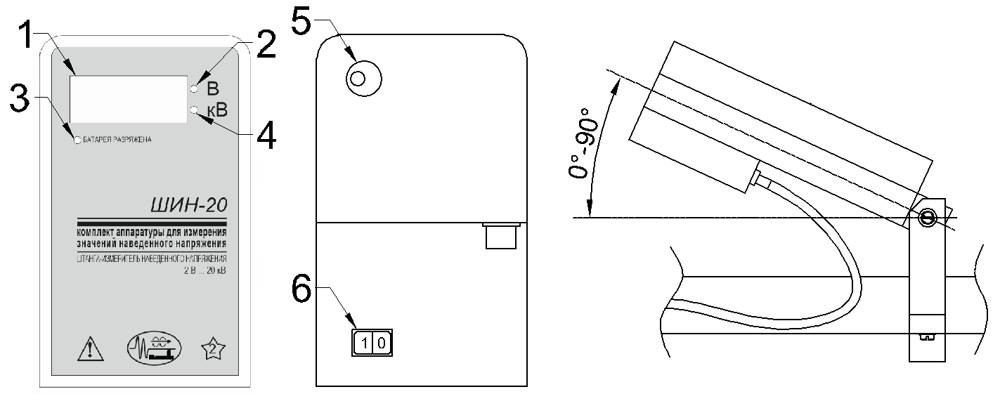 1
2
3
4
В
кВ
БАТАРЕЯ РАЗРЯЖЕНА
ШИН-20
комплект аппаратуры для измерения
значений наведенного напряжения
ШТАНГА-ИЗМЕРИТЕЛЬ НАВЕДЕННОГО НАПРЯЖЕНИЯ
2 В ... 20 кВ
2
5
6
1 0
0°-90°